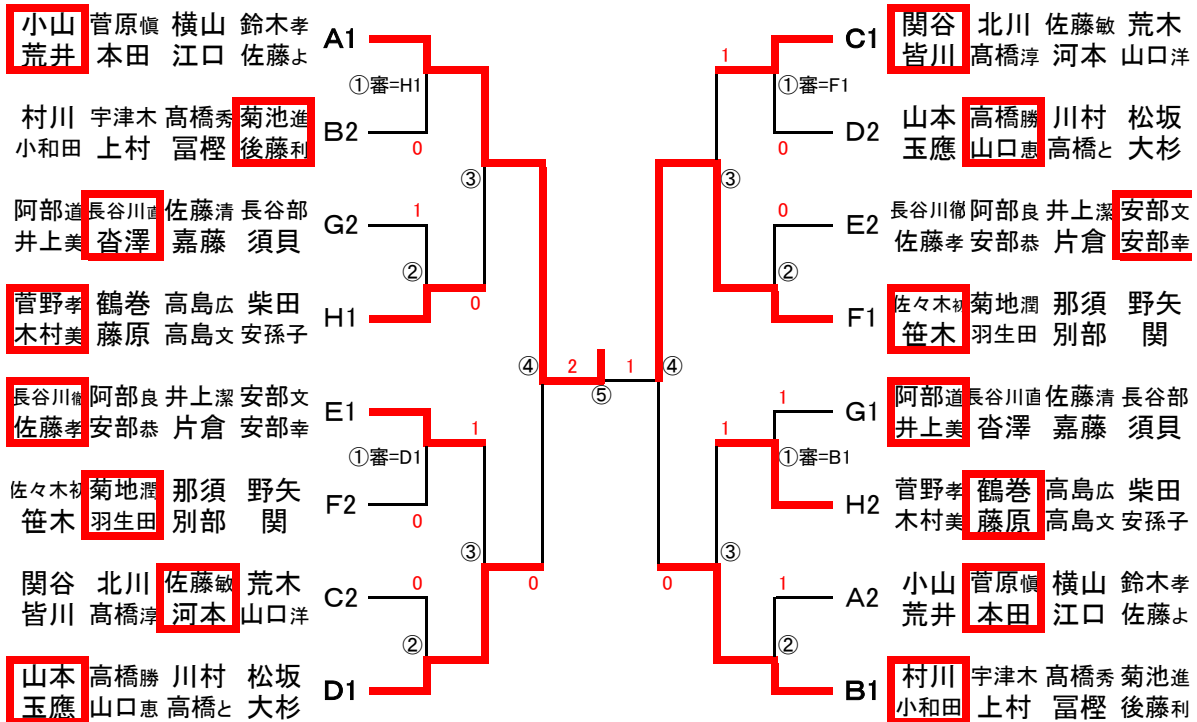 小山 菅原慎 横山 鈴木孝
荒井 本田 江口 佐藤よ
A1
①審=H1
村川 宇津木 髙橋秀 菊池進
小和田 上村 冨樫 後藤利
B2
0
③
阿部道 長谷川直 佐藤清 長谷部
井上美 沓澤 嘉藤 須貝
G2
1
②
菅野孝 鶴巻 高島広 柴田
木村美 藤原 高島文 安孫子
H1
0
④
2
⑤
1
④
長谷川徹 阿部良 井上潔 安部文
佐藤孝 安部恭 片倉 安部幸
E1
1
①審=D1
佐々木初 菊地潤 那須 野矢
笹木 羽生田 別部 関
F2
0
③
関谷 北川 佐藤敏 荒木
皆川 髙橋淳 河本 山口洋
C2
0
0
②
山本 高橋勝 川村 松坂
玉應 山口恵 高橋と 大杉
D1
1
C1
関谷 北川 佐藤敏 荒木
皆川 髙橋淳 河本 山口洋
①審=F1
D2
0
山本 高橋勝 川村 松坂
玉應 山口恵 高橋と 大杉
③
0
E2
長谷川徹 阿部良 井上潔 安部文
佐藤孝 安部恭 片倉 安部幸
②
1
F1
佐々木初 菊地潤 那須 野矢
笹木 羽生田 別部 関
1
G1
阿部道 長谷川直 佐藤清 長谷部
井上美 沓澤 嘉藤 須貝
1
①審=B1
H2
菅野孝 鶴巻 高島広 柴田
木村美 藤原 高島文 安孫子
③
0
1
A2
小山 菅原慎 横山 鈴木孝
荒井 本田 江口 佐藤よ
②
B1
村川 宇津木 髙橋秀 菊池進
小和田 上村 冨樫 後藤利